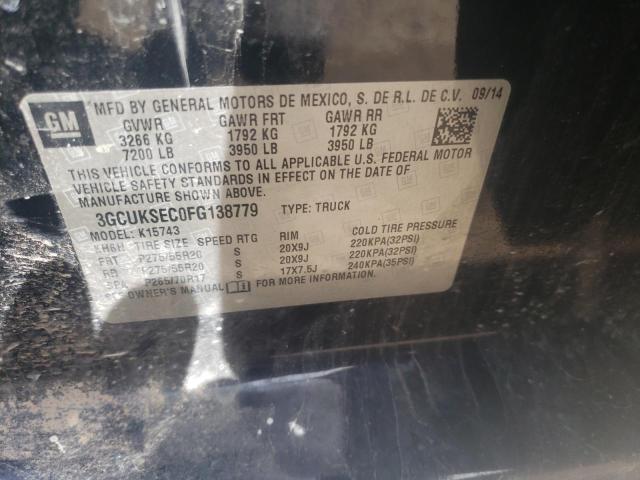 MFD BY GENERAL MOTORS DE MEXICO, S. DE R.L. DE C.V. 09/14
GM
GVWR GAWR FRT GAWR RR
3266 KG 1792 KG 1792 KG
7200 LB 3950 LB 3950 LB
THIS VEHICLE CONFORMS TO ALL APPLICABLE U.S. FEDERAL MOTOR
VEHICLE SAFETY STANDARDS IN EFFECT ON THE DATE OF
MANUFACTURE SHOWN ABOVE.
3GCUKSEC0FG138779 TYPE: TRUCK
MODEL: K15743
TIRE SIZE SPEED RTG RIM COLD TIRE PRESSURE
FRT P275/55R20 S 20X9J 220KPA(32PSI)
RR P275/55R20 S 20X9J 220KPA(32PSI)
SPA P265/70R17 S 17X7.5J 240KPA(35PSI)
SEE OWNER'S MANUAL FOR MORE INFORMATION.